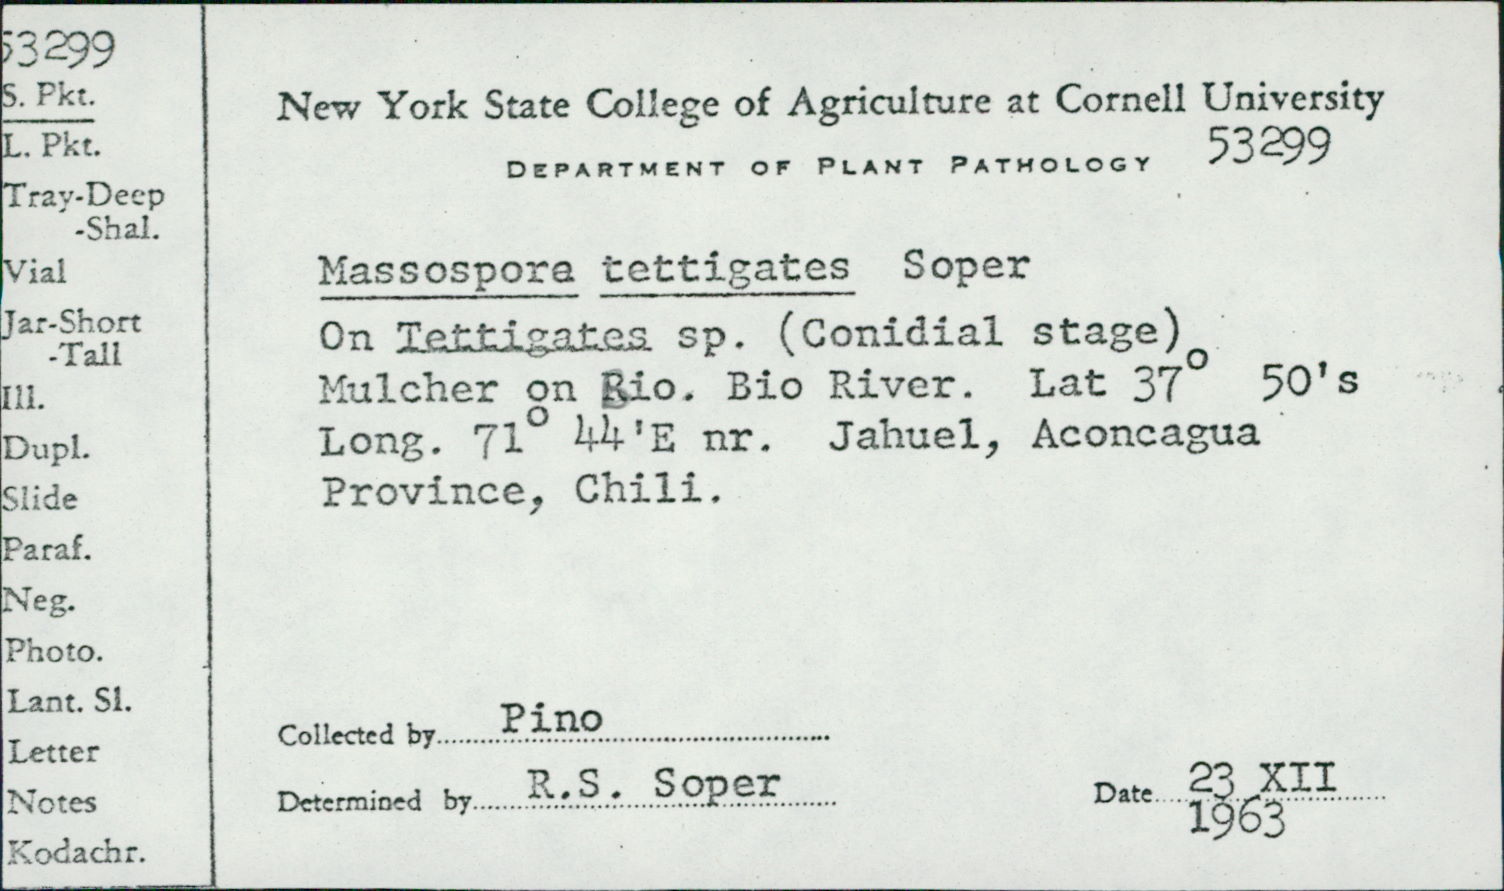 53299
S. Pkt.
L. Pkt.
Tray-Deep
-Shal.
Vial
Jar-Short
-Tall
Ill.
Dupl.
Slide
Paraf.
Neg.
Photo.
Lant. Sl.
Letter
Notes
Kodachr.
New York State College of Agriculture at Cornell University
53299
DEPARTMENT OF PLANT PATHOLOGY
Massospora tettigates Soper
On Tettigates sp. (Conidial stage)
Mulcher on Bio. Bio River. Lat 37° 50's
Long. 71° 44'E nr. Jahuel, Aconcagua
Province, Chili.
Collected by Pino
Determined by R.S. Soper
Date 23 XII
1963